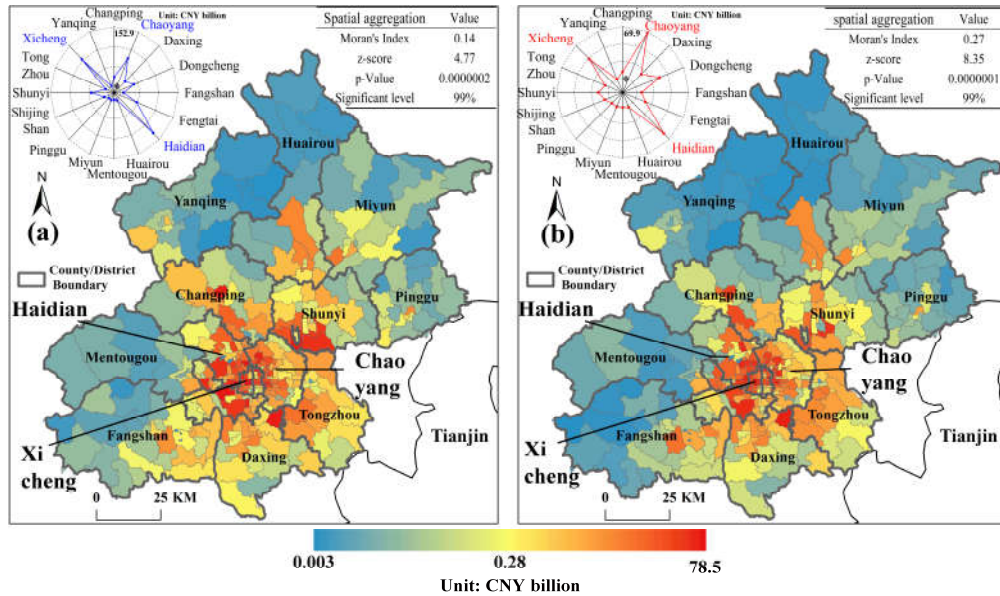 Changping
Unit: CNY billion
Yanqing
152.9
Chaoyang
Xicheng
Daxing
Tong
Zhou
Dongcheng
Shunyi
Fangshan
Shijing
Shan
Fengtai
Pinggu
Haidian
Miyun
Huairou
Mentougou
Spatial aggregation Value
Moran's Index 0.14
z-score 4.77
p-Value 0.0000002
Significant level 99%
N
(a)
County/District
Boundary
Huairou
Yanqing
Miyun
Changping
Pinggu
Shunyi
Haidian
Mentougou
Chao
yang
Tongzhou
Fangshan
Xi
cheng
Daxing
Tianjin
0 25 KM
Changping
Unit: CNY billion
Yanqing
69.9
Chaoyang
Xicheng
Daxing
Tong
Zhou
Dongcheng
Shunyi
Fangshan
Shijing
Shan
Fengtai
Pinggu
Haidian
Miyun
Huairou
Mentougou
spatial aggregation Value
Moran's Index 0.27
z-score 8.35
p-Value 0.0000001
Significant level 99%
N
(b)
County/District
Boundary
Huairou
Yanqing
Miyun
Changping
Pinggu
Shunyi
Haidian
Mentougou
Chao
yang
Tongzhou
Fangshan
Xi
cheng
Daxing
Tianjin
0 25 KM
0.003 0.28 78.5
Unit: CNY billion